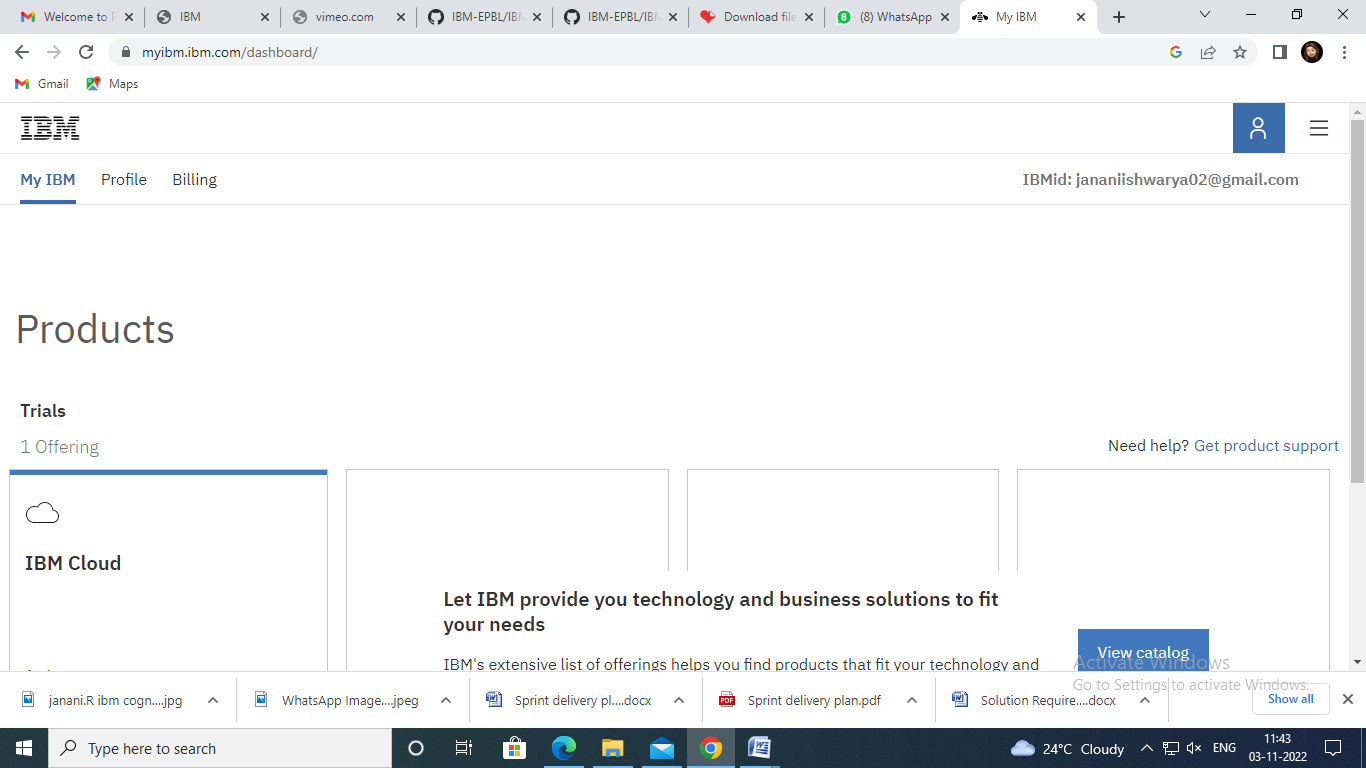 Welcome to P
IBM
vimeo.com
IBM-EPBL/IBM
IBM-EPBL/IBM
Download file
(8) WhatsApp
My IBM
myibm.ibm.com/dashboard/
Gmail
Maps
IBM
My IBM
Profile
Billing
IBMid: jananiishwarya02@gmail.com
Products
Trials
1 Offering
Need help? Get product support
IBM Cloud
Let IBM provide you technology and business solutions to fit
your needs
IBM's extensive list of offerings helps you find products that fit your technology and
View catalog
Activate Windows
Go to Settings to activate Windows.
janani.R ibm cogn....jpg
WhatsApp Image....jpeg
Sprint delivery pl....docx
Sprint delivery plan.pdf
Solution Require....docx
Show all
Type here to search
24°C Cloudy
ENG
11:43
03-11-2022